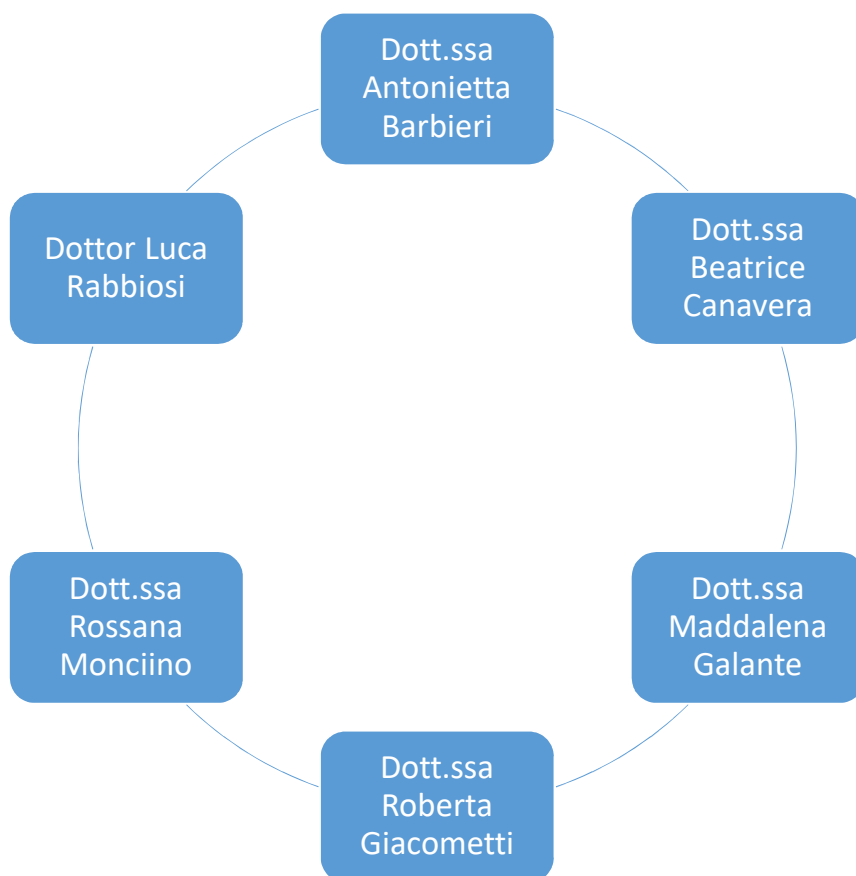 Dott.ssa
Antonietta
Barbieri
Dott.ssa
Beatrice
Canavera
Dott.ssa
Maddalena
Galante
Dott.ssa
Roberta
Giacometti
Dott.ssa
Rossana
Monciino
Dottor Luca
Rabbiosi